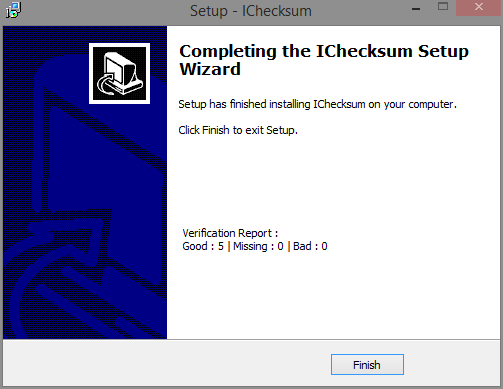 Setup - IChecksum
Completing the IChecksum Setup
Wizard
Setup has finished installing IChecksum on your computer.
Click Finish to exit Setup.
Verification Report :
Good : 5 | Missing : 0 | Bad : 0
Finish